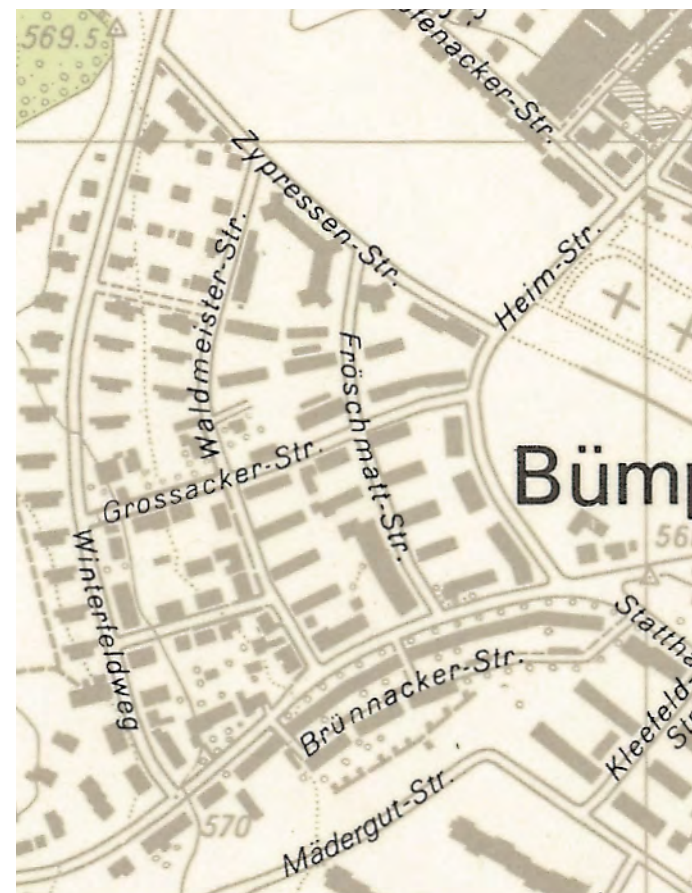 569.5
Zypressen-Str.
Heim-Str.
Waldmeister-Str.
Fröschmatt-Str.
Grossacker-Str.
Bümp
Winterfeldweg
Brünnacker-Str.
Kleefeld-
Mädergut-Str.
570